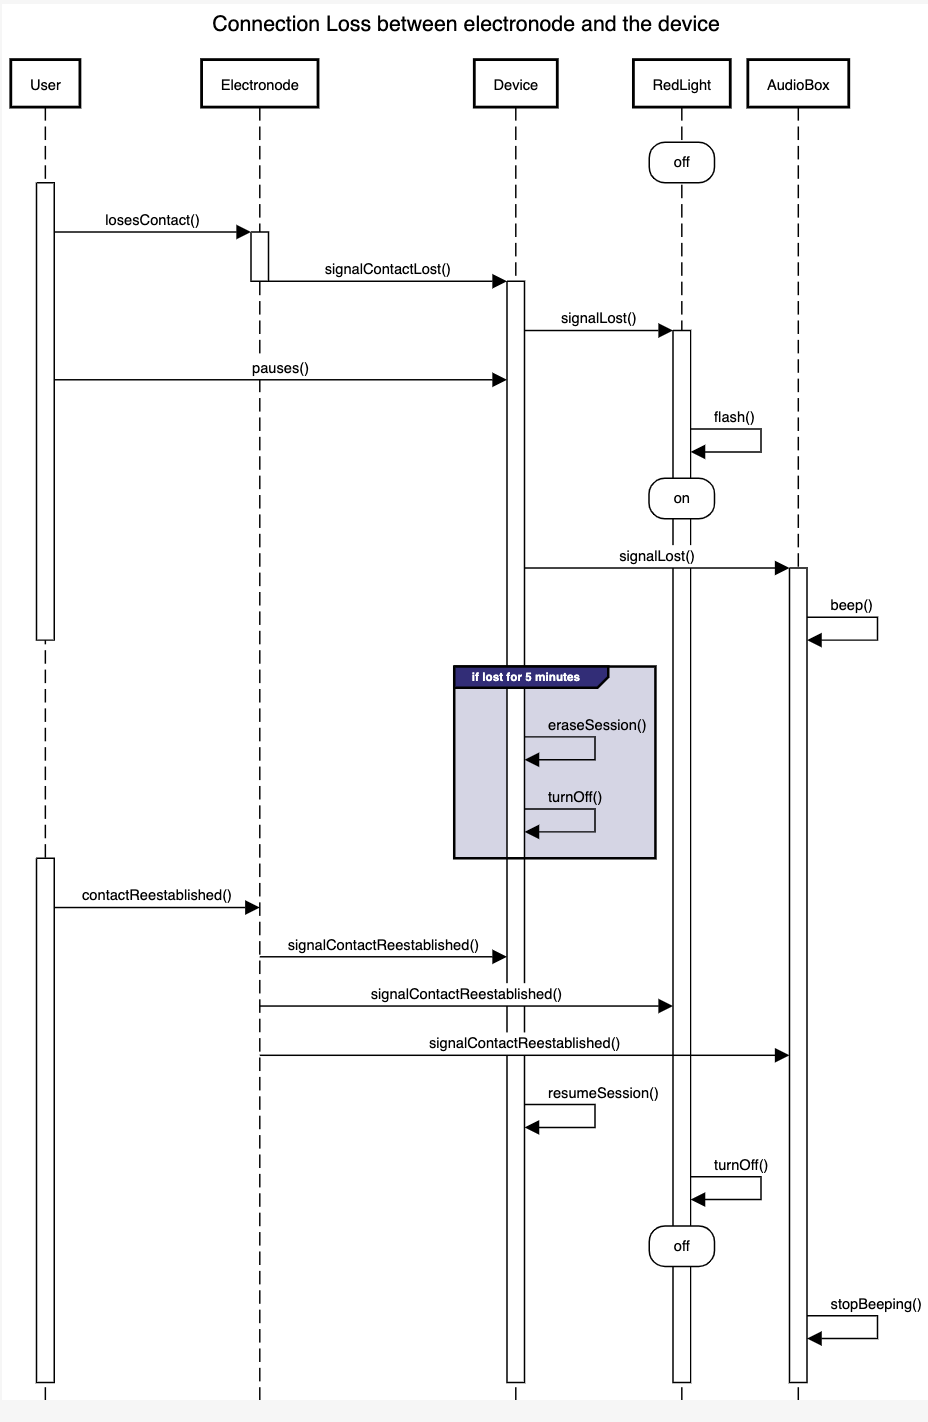 Connection Loss between electronode and the device
User
Electronode
Device
RedLight
AudioBox
off
losesContact()
signalContactLost()
signalLost()
pauses()
flash()
on
signalLost()
beep()
if lost for 5 minutes
eraseSession()
turnOff()
contactReestablished()
signalContactReestablished()
signalContactReestablished()
signalContactReestablished()
resumeSession()
turnOff()
off
stopBeeping()